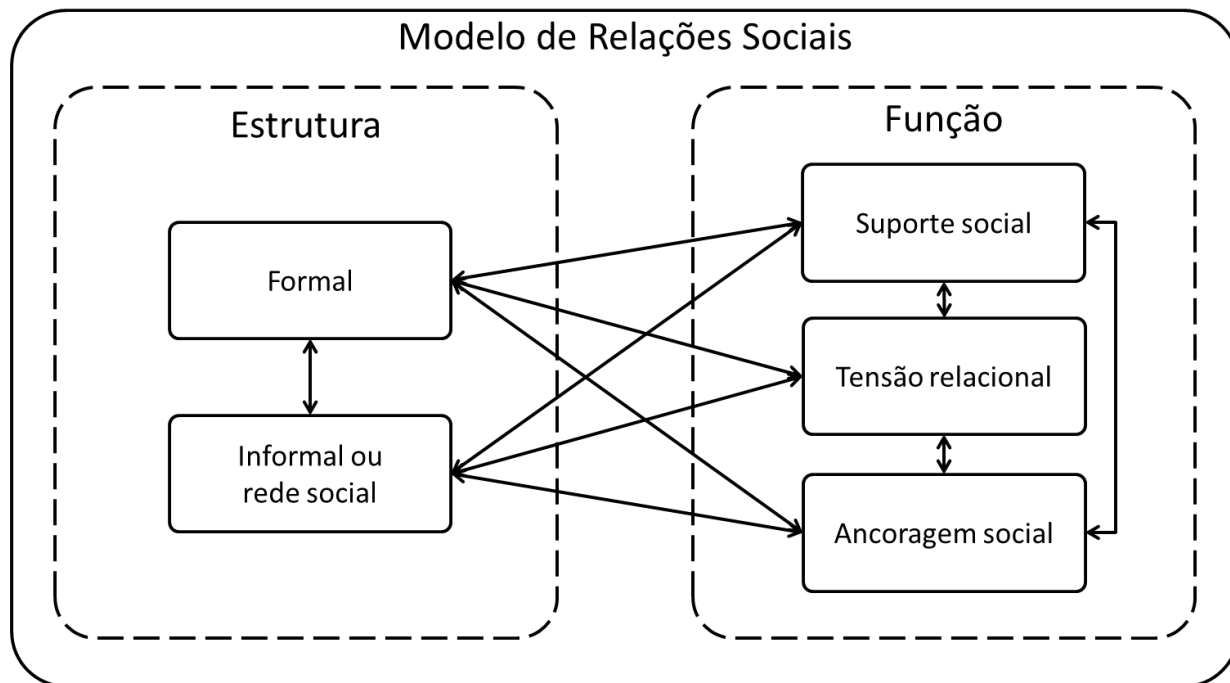 Modelo de Relações Sociais
Estrutura
Formal
Informal ou
rede social
Função
Suporte social
Tensão relacional
Ancoragem social